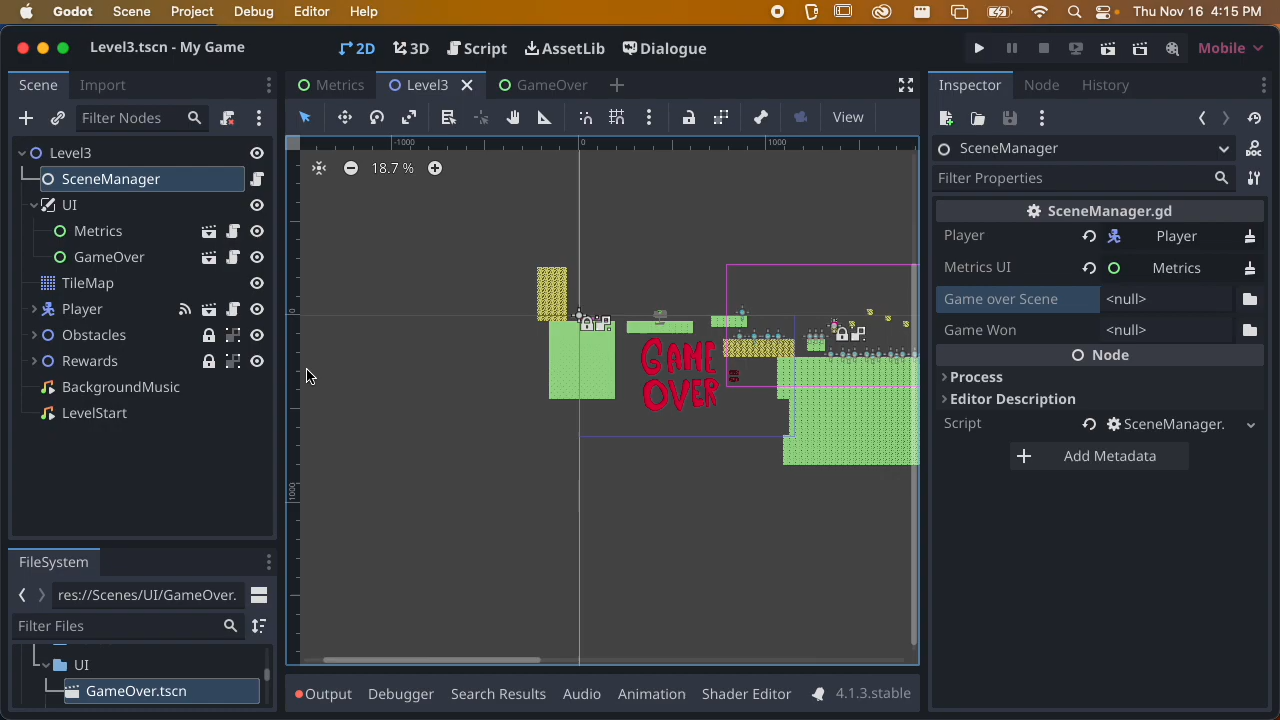 Godot Scene Project Debug Editor Help Thu Nov 16 4:15 PM
Level3.tscn - My Game 2D 3D Script AssetLib Dialogue Mobile
Scene Import
Filter Nodes
Level3
SceneManager
UI
Metrics
GameOver
TileMap
Player
Obstacles
Rewards
BackgroundMusic
LevelStart
FileSystem
res://Scenes/UI/GameOver.
Filter Files
UI
GameOver.tscn
Metrics Level3 GameOver
View
-1000 0 1000
18.7 %
0
1000
GAME
OVER
Output Debugger Search Results Audio Animation Shader Editor 4.1.3.stable
Inspector Node History
SceneManager
Filter Properties
SceneManager.gd
Player Player
Metrics UI Metrics
Game over Scene <null>
Game Won <null>
Node
Process
Editor Description
Script SceneManager.
Add Metadata